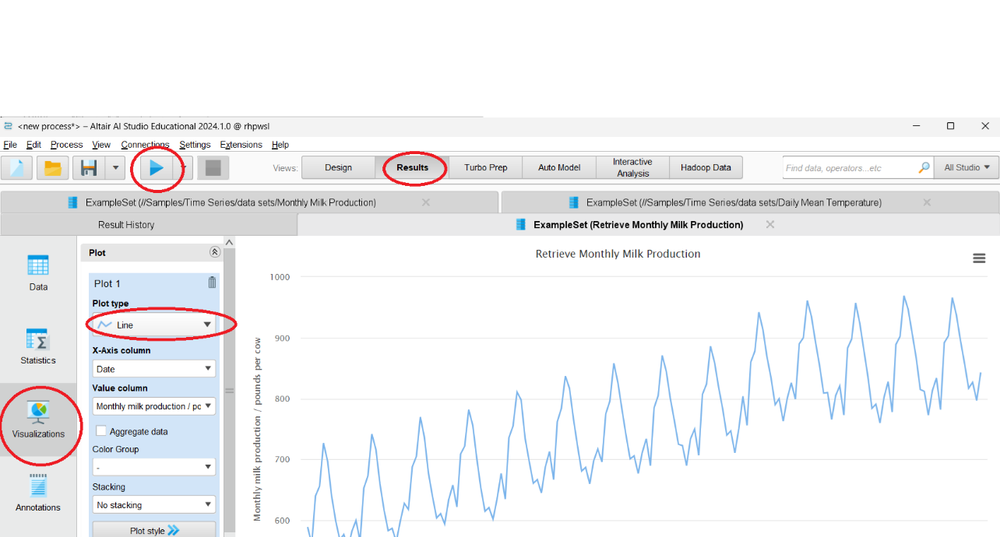 <new process*> – Altair AI Studio Educational 2024.1.0 @ rhpwsl
File Edit Process View Connections Settings Extensions Help
Views: Design Results Turbo Prep Auto Model Interactive Analysis Hadoop Data Find data, operators...etc All Studio
ExampleSet (//Samples/Time Series/data sets/Monthly Milk Production) ExampleSet (//Samples/Time Series/data sets/Daily Mean Temperature)
Result History ExampleSet (Retrieve Monthly Milk Production)
Data
Statistics
Visualizations
Annotations
Plot
Plot 1
Plot type
Line
X-Axis column
Date
Value column
Monthly milk production / pc
Aggregate data
Color Group
-
Stacking
No stacking
Plot style
Retrieve Monthly Milk Production
Monthly milk production / pounds per cow
1000
900
800
700
600